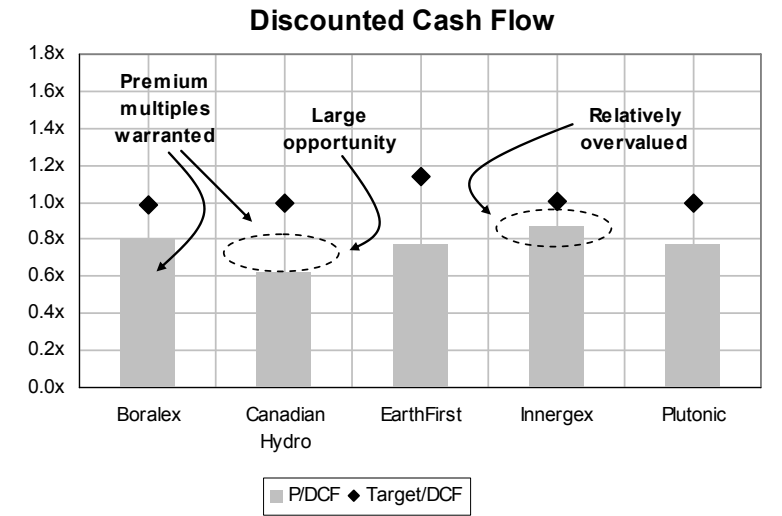 Discounted Cash Flow
1.8x
1.6x
1.4x
1.2x
1.0x
0.8x
0.6x
0.4x
0.2x
0.0x
Premium
multiples
warranted
Large
opportunity
Relatively
overvalued
Boralex
Canadian
Hydro
EarthFirst
Innergex
Plutonic
P/DCF
Target/DCF